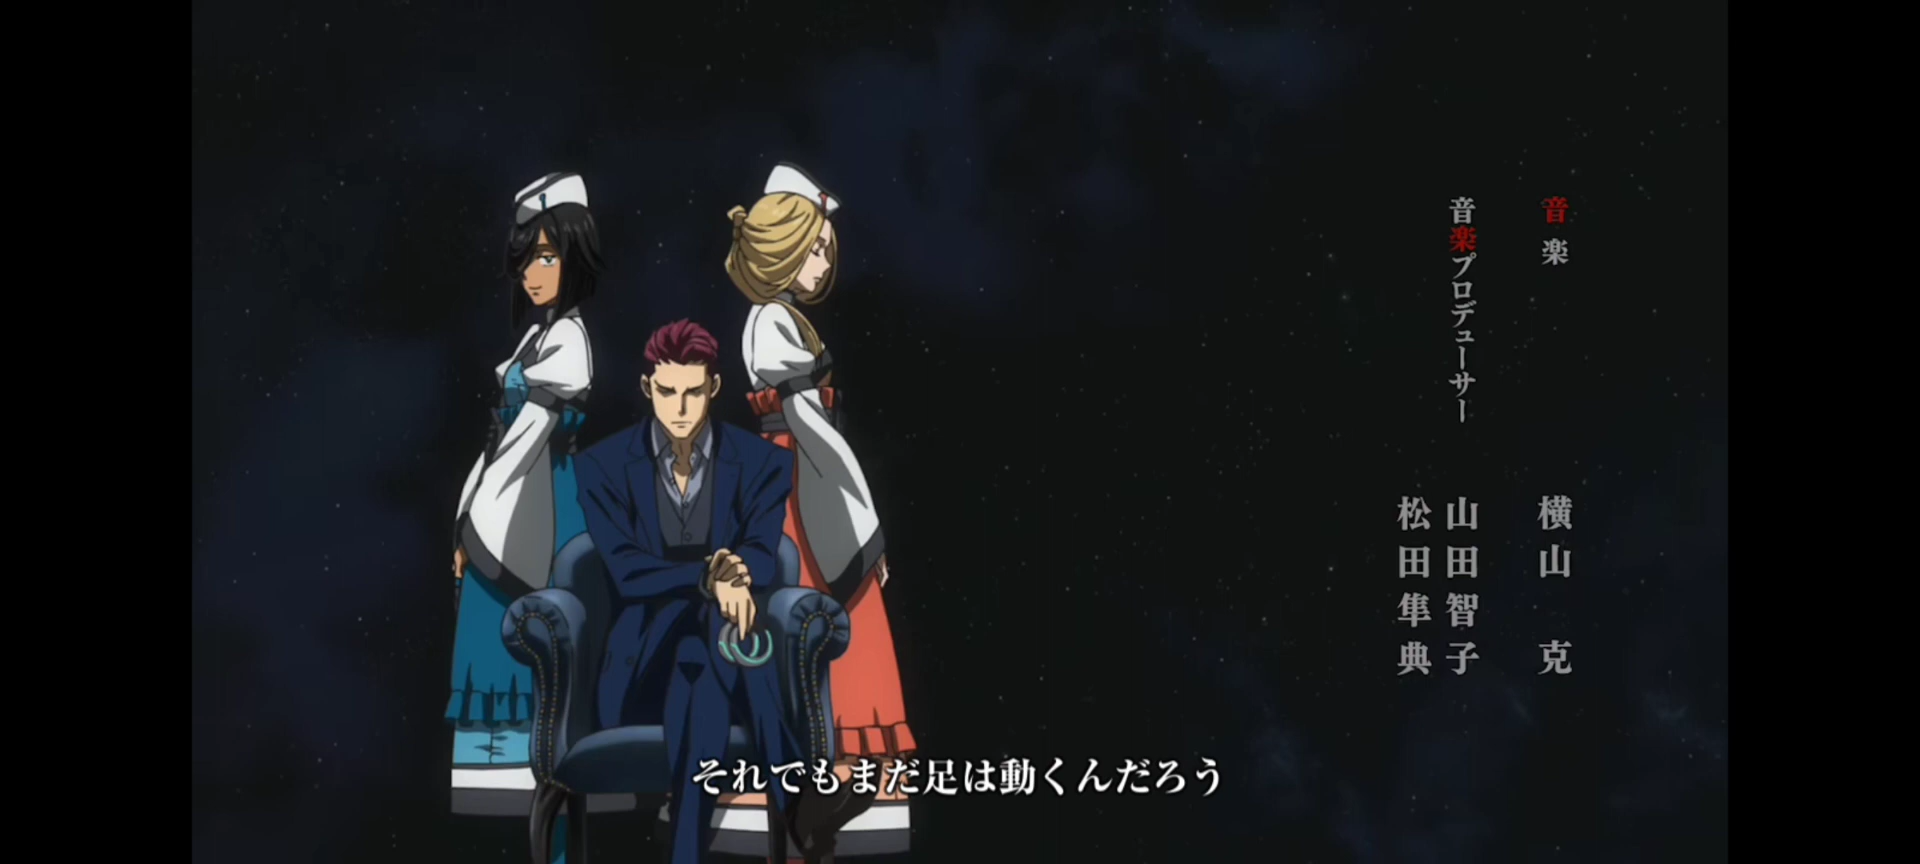 音楽
横山 克
音楽プロデューサー
山田智子
松田隼典
それでもまだ足は動くんだろう